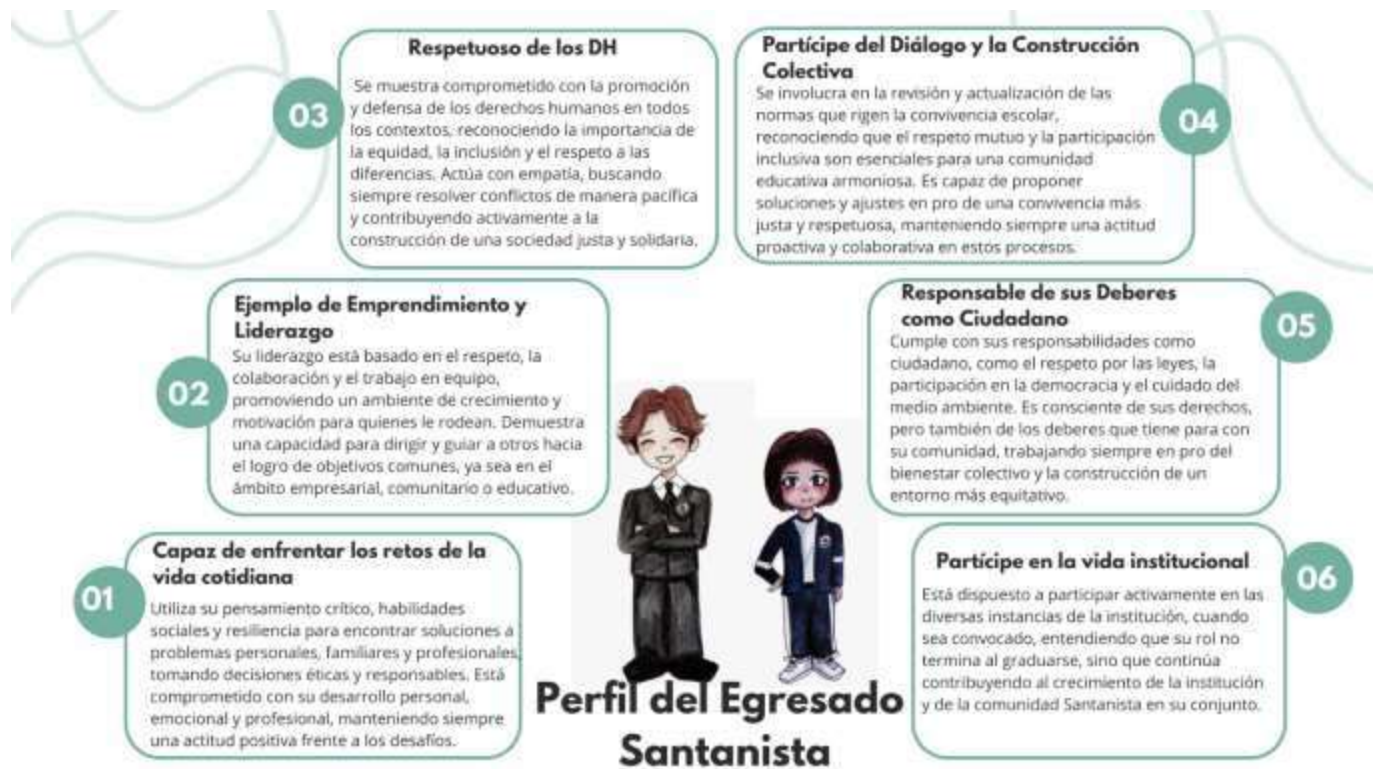 01
Capaz de enfrentar los retos de la
vida cotidiana
Utiliza su pensamiento crítico, habilidades
sociales y resiliencia para encontrar soluciones a
problemas personales, familiares y profesionales,
tomando decisiones éticas y responsables. Está
comprometido con su desarrollo personal,
emocional y profesional, manteniendo siempre
una actitud positiva frente a los desafíos.
02
Ejemplo de Emprendimiento y
Liderazgo
Su liderazgo está basado en el respeto, la
colaboración y el trabajo en equipo,
promoviendo un ambiente de crecimiento y
motivación para quienes le rodean. Demuestra
una capacidad para dirigir y guiar a otros hacia
el logro de objetivos comunes, ya sea en el
ámbito empresarial, comunitario o educativo.
03
Respetuoso de los DH
Se muestra comprometido con la promoción
y defensa de los derechos humanos en todos
los contextos, reconociendo la importancia de
la equidad, la inclusión y el respeto a las
diferencias. Actúa con empatía, buscando
siempre resolver conflictos de manera pacífica
y contribuyendo activamente a la
construcción de una sociedad justa y solidaria.
04
Partícipe del Diálogo y la Construcción
Colectiva
Se involucra en la revisión y actualización de las
normas que rigen la convivencia escolar,
reconociendo que el respeto mutuo y la participación
inclusiva son esenciales para una comunidad
educativa armoniosa. Es capaz de proponer
soluciones y ajustes en pro de una convivencia más
justa y respetuosa, manteniendo siempre una actitud
proactiva y colaborativa en estos procesos.
05
Responsable de sus Deberes
como Ciudadano
Cumple con sus responsabilidades como
ciudadano, como el respeto por las leyes, la
participación en la democracia y el cuidado del
medio ambiente. Es consciente de sus derechos,
pero también de los deberes que tiene para con
su comunidad, trabajando siempre en pro del
bienestar colectivo y la construcción de un
entorno más equitativo.
06
Partícipe en la vida institucional
Está dispuesto a participar activamente en las
diversas instancias de la institución, cuando
sea convocado, entendiendo que su rol no
termina al graduarse, sino que continúa
contribuyendo al crecimiento de la institución
y de la comunidad Santanista en su conjunto.
Perfil del Egresado
Santanista